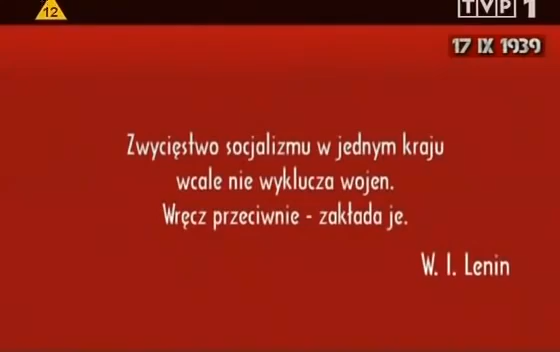 12
TVP 1
17 IX 1939
Zwycięstwo socjalizmu w jednym kraju
wcale nie wyklucza wojen.
Wręcz przeciwnie - zakłada je.
W. I. Lenin